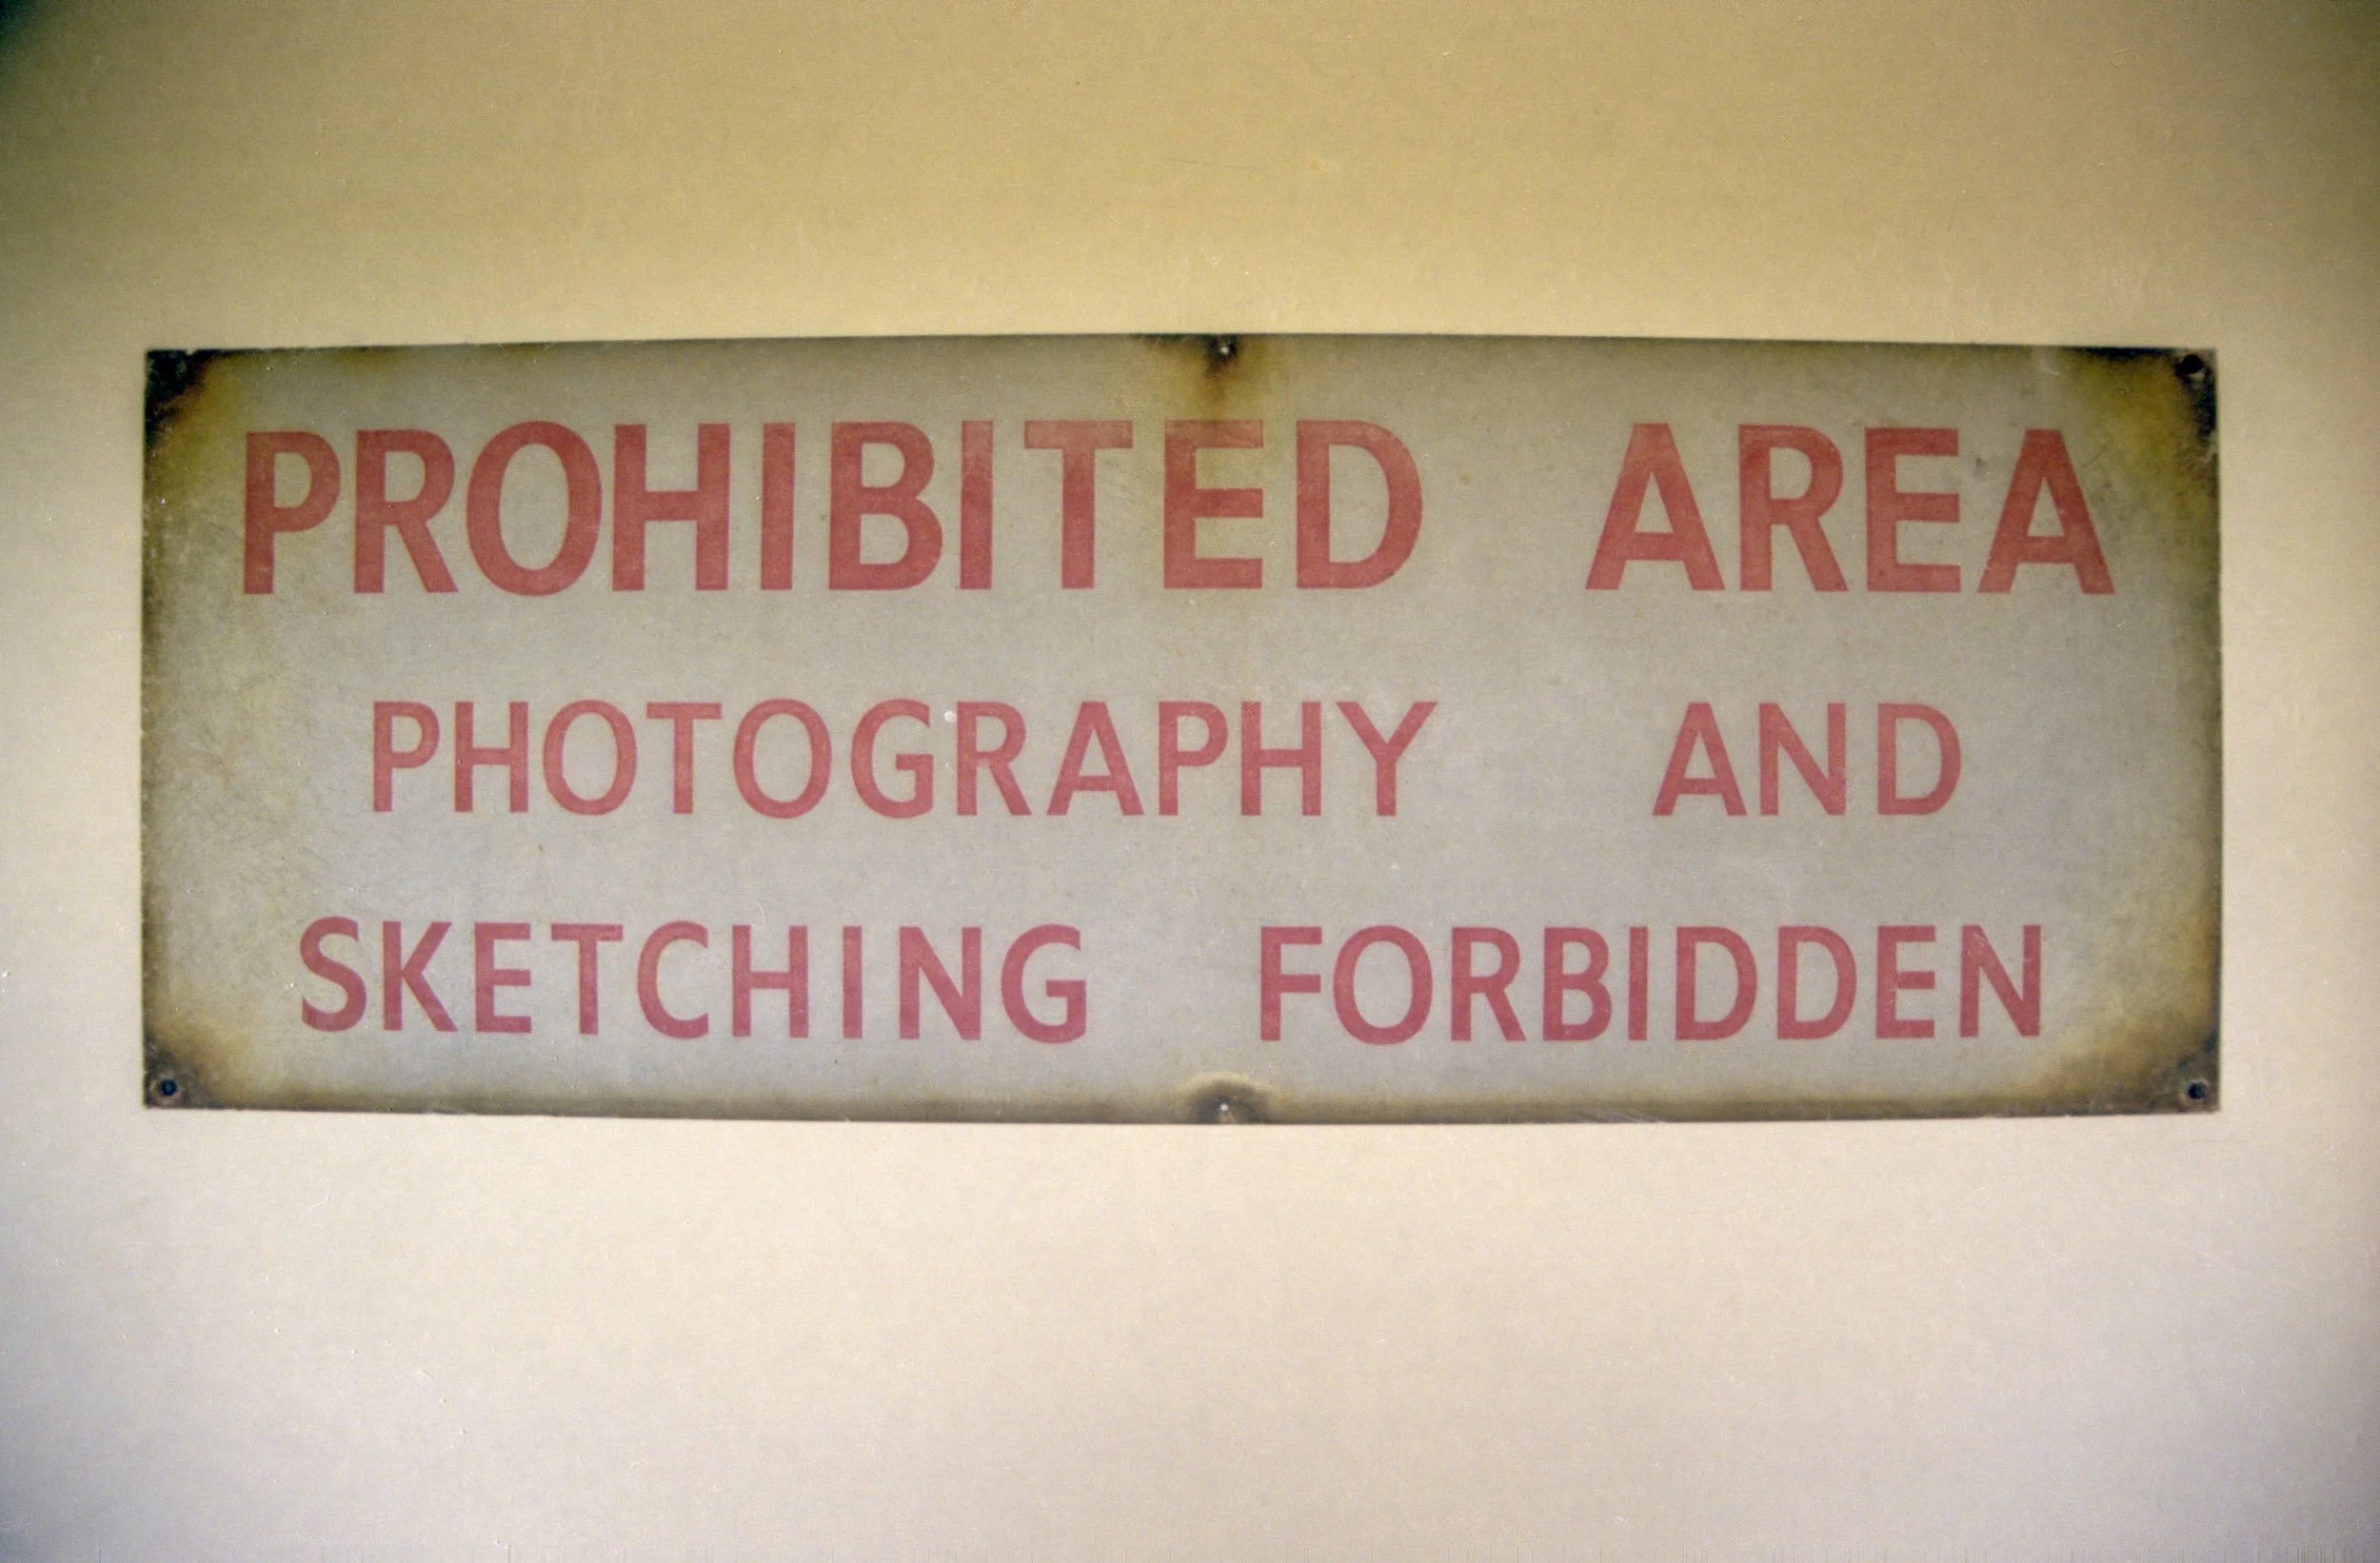 PROHIBITED AREA
PHOTOGRAPHY AND
SKETCHING FORBIDDEN